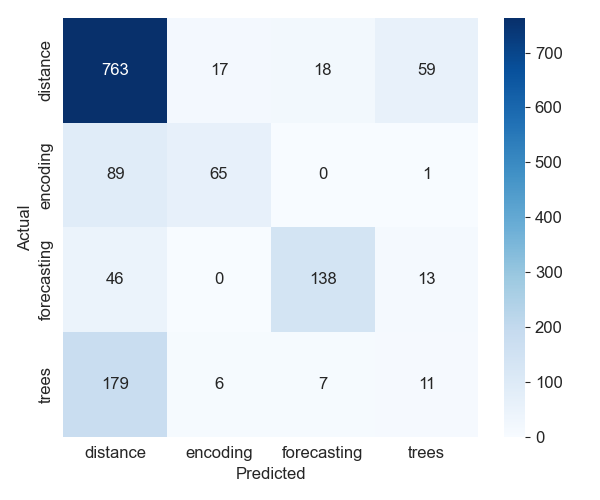 distance 763 17 18 59
encoding 89 65 0 1
forecasting 46 0 138 13
trees 179 6 7 11
distance encoding forecasting trees
Predicted
Actual
700
600
500
400
300
200
100
0